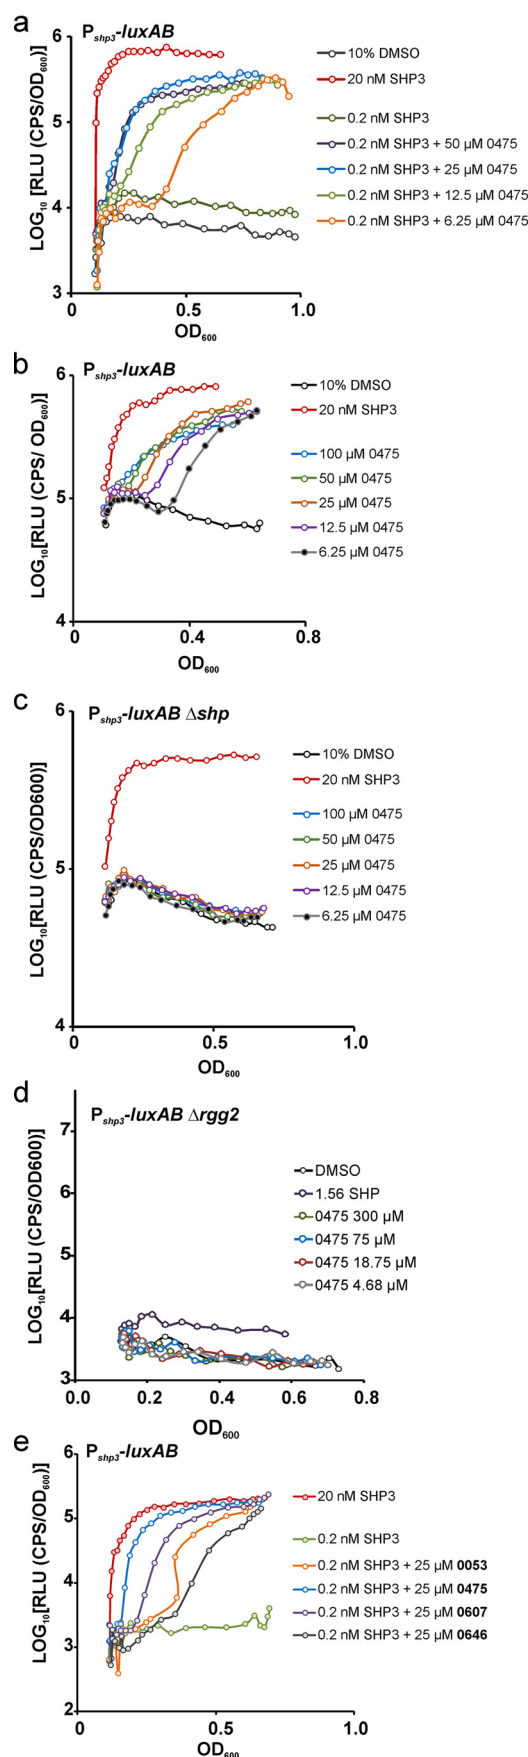 a
P_shp3-luxAB
LOG₁₀ [RLU (CPS/OD₆₀₀)]
6
5
4
3
0
0.5
1.0
OD₆₀₀
10% DMSO
20 nM SHP3
0.2 nM SHP3
0.2 nM SHP3 + 50 µM 0475
0.2 nM SHP3 + 25 µM 0475
0.2 nM SHP3 + 12.5 µM 0475
0.2 nM SHP3 + 6.25 µM 0475
b
P_shp3-luxAB
LOG₁₀[RLU (CPS/ OD₆₀₀)]
6
5
4
0
0.4
0.8
OD₆₀₀
10% DMSO
20 nM SHP3
100 µM 0475
50 µM 0475
25 µM 0475
12.5 µM 0475
6.25 µM 0475
c
P_shp3-luxAB Δshp
LOG₁₀[RLU (CPS/OD600)]
6
5
4
0
0.5
1.0
OD₆₀₀
10% DMSO
20 nM SHP3
100 µM 0475
50 µM 0475
25 µM 0475
12.5 µM 0475
6.25 µM 0475
d
P_shp3-luxAB Δrgg2
LOG₁₀[RLU (CPS/OD600)]
7
6
5
4
3
0.0
0.2
0.4
0.6
0.8
OD₆₀₀
DMSO
1.56 SHP
0475 300 µM
0475 75 µM
0475 18.75 µM
0475 4.68 µM
e
P_shp3-luxAB
LOG₁₀[RLU (CPS/OD₆₀₀)]
6
5
4
3
2
0
0.5
1.0
OD₆₀₀
20 nM SHP3
0.2 nM SHP3
0.2 nM SHP3 + 25 µM 0053
0.2 nM SHP3 + 25 µM 0475
0.2 nM SHP3 + 25 µM 0607
0.2 nM SHP3 + 25 µM 0646